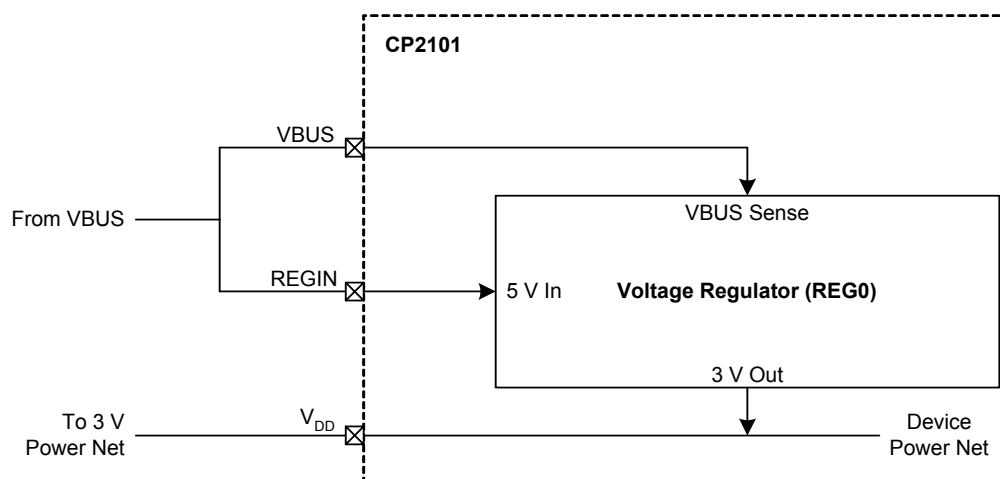 CP2101
VBUS
From VBUS
VBUS Sense
REGIN
5 V In
Voltage Regulator (REG0)
3 V Out
To 3 V
Power Net
VDD
Device
Power Net